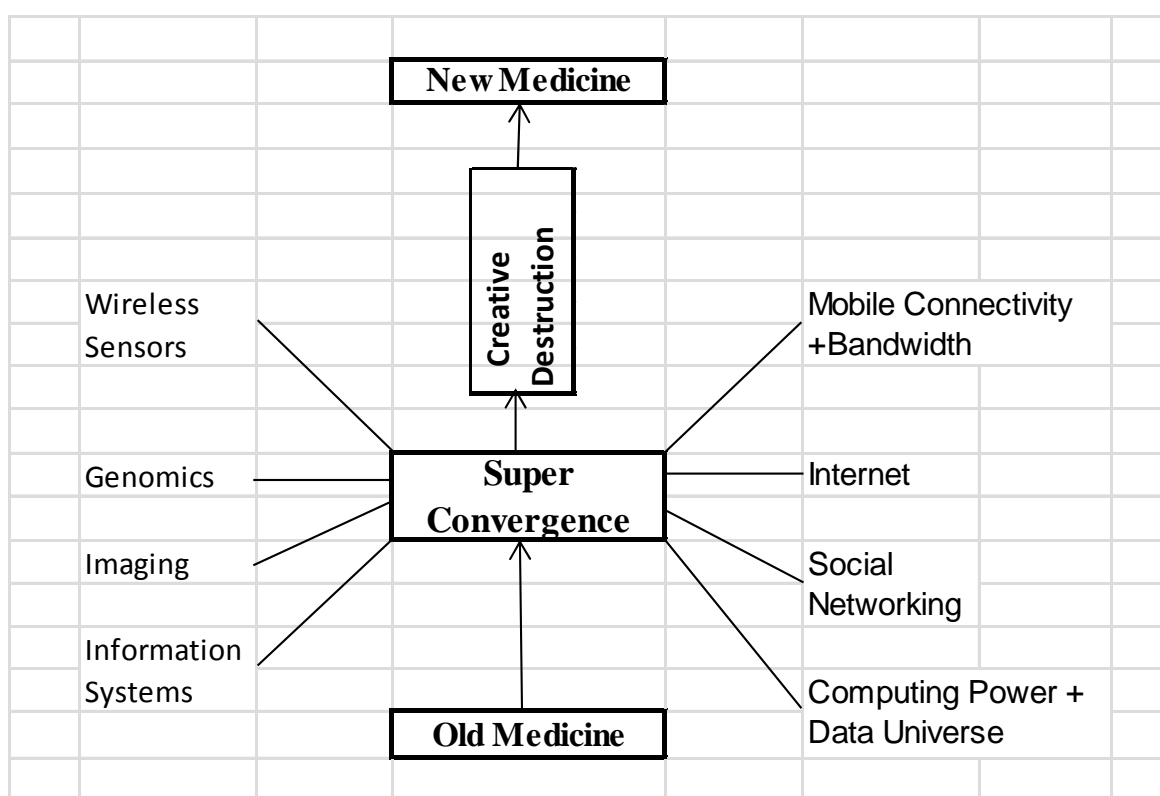 New Medicine
Creative
Destruction
Wireless
Sensors
Mobile Connectivity
+Bandwidth
Genomics
Super
Convergence
Internet
Imaging
Social
Networking
Information
Systems
Computing Power +
Data Universe
Old Medicine